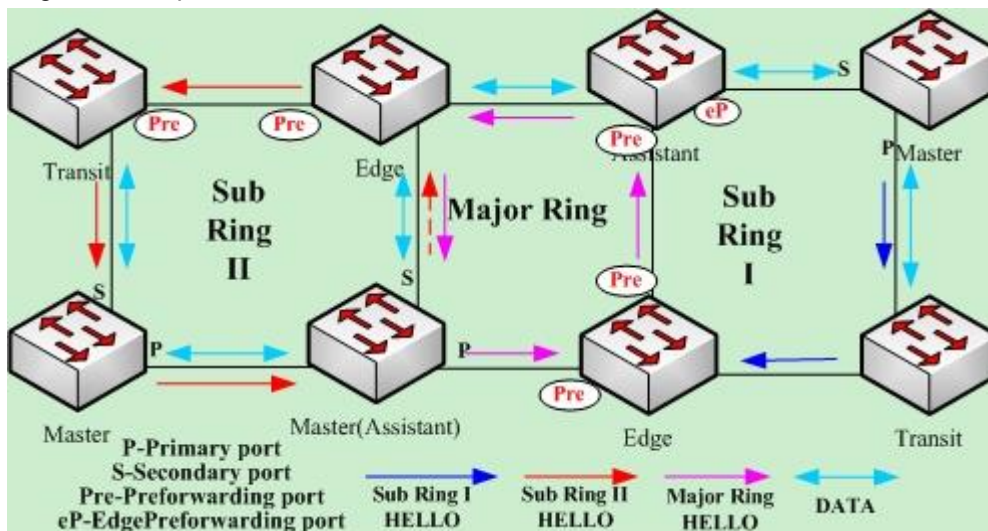 S
eP
Pre
Pre
Pre
Transit
Edge
Assistant
P
Master
Sub
Ring
II
Major Ring
Sub
Ring
I
Pre
S
S
P
P
Pre
Master
Master(Assistant)
Edge
Transit
P-Primary port
S-Secondary port
Pre-Preforwarding port
eP-EdgePreforwarding port
Sub Ring I
HELLO
Sub Ring II
HELLO
Major Ring
HELLO
DATA